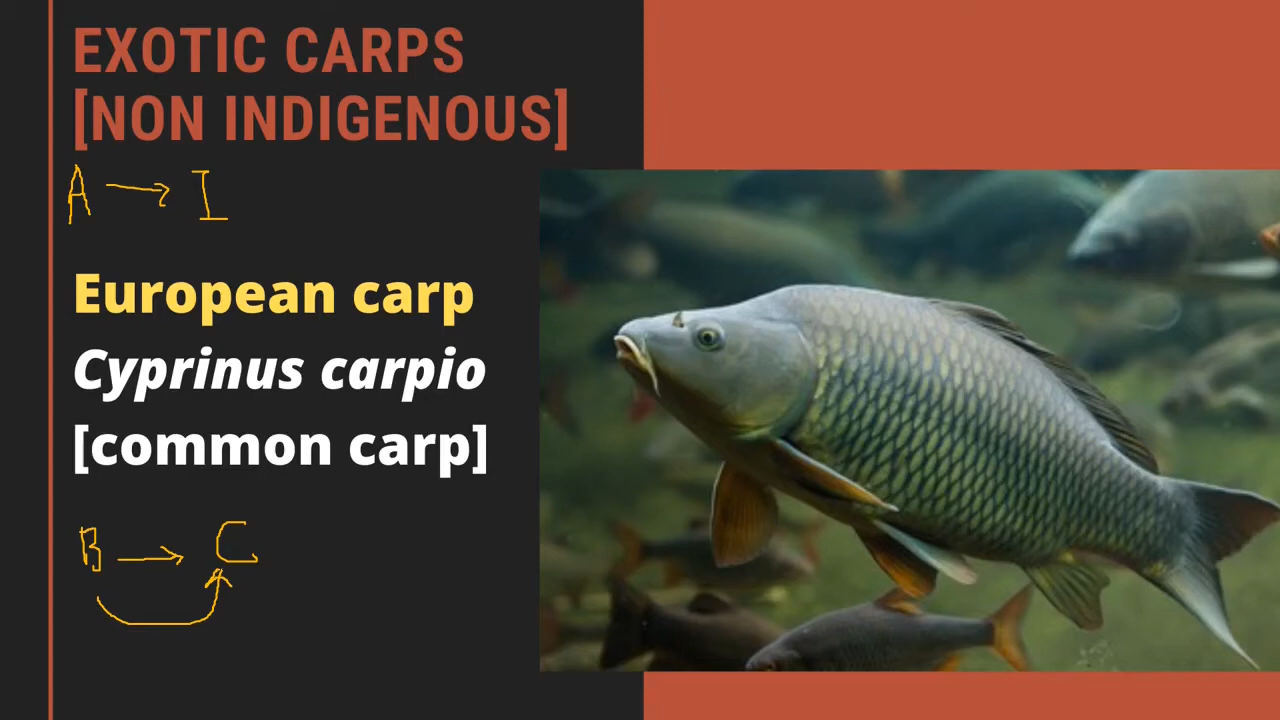 EXOTIC CARPS
[NON INDIGENOUS]
A → I
European carp
Cyprinus carpio
[common carp]
B → C